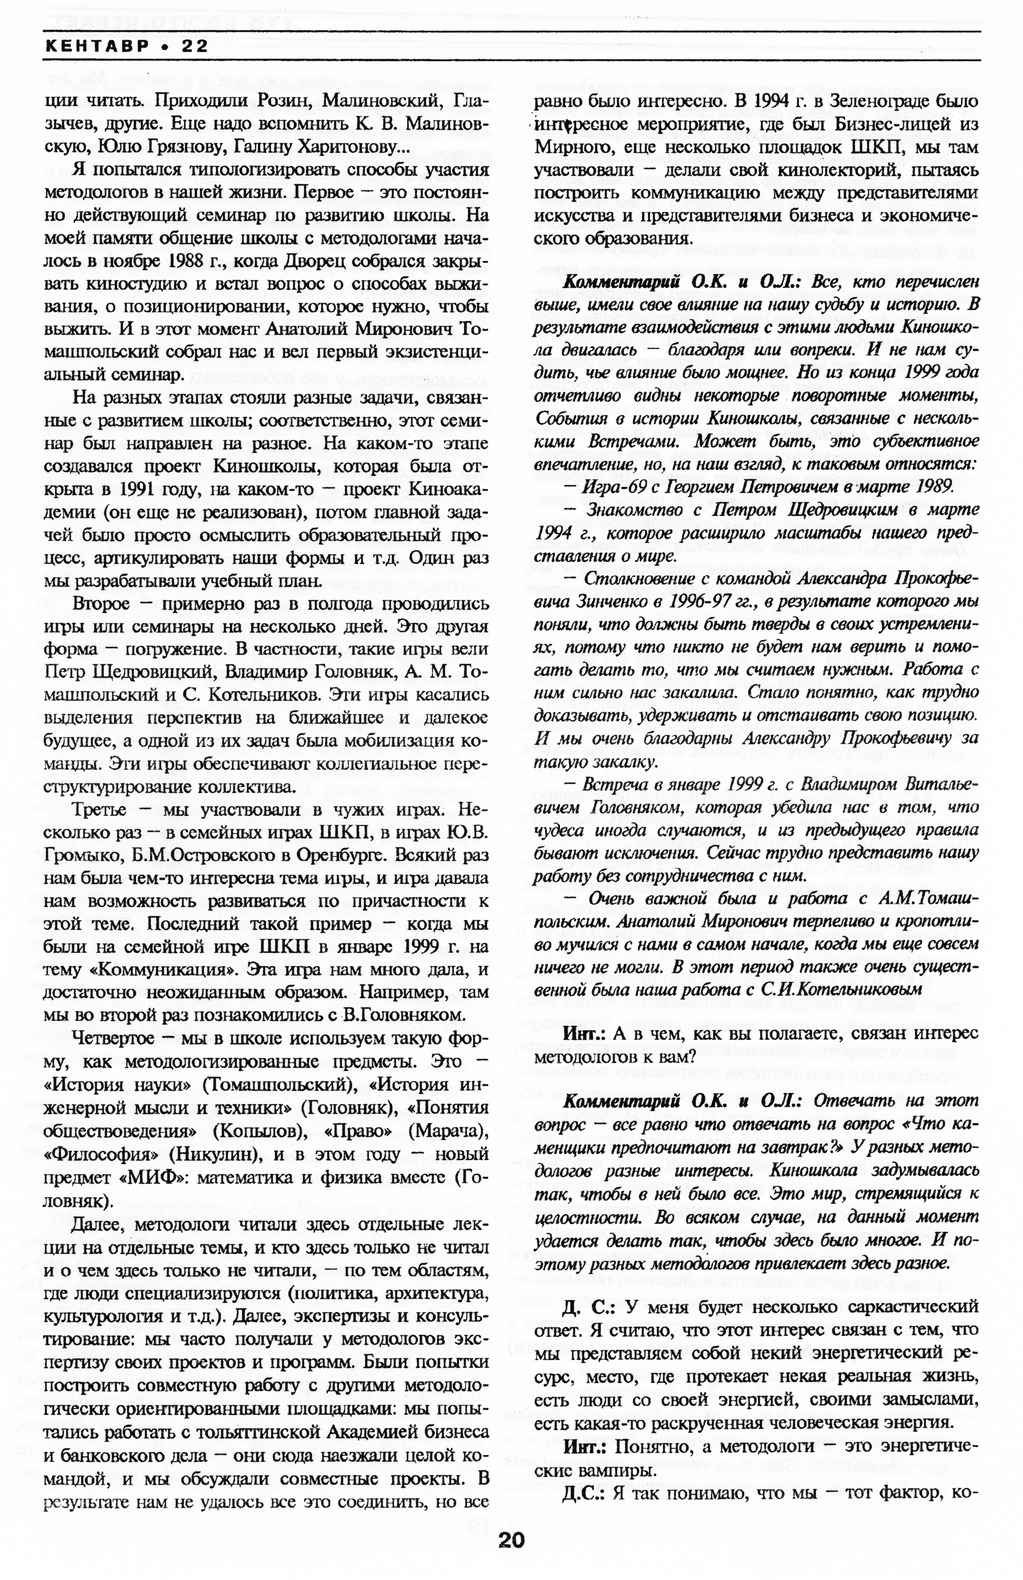 КЕНТАВР • 22
ции читать. Приходили Розин, Малиновский, Гла-
зычев, другие. Еще надо вспомнить К. В. Малинов-
скую, Юлю Грязнову, Галину Харитонову...
Я попытался типологизировать способы участия
методологов в нашей жизни. Первое — это постоян-
но действующий семинар по развитию школы. На
моей памяти общение школы с методологами нача-
лось в ноябре 1988 г., когда Дворец собрался закры-
вать киностудию и встал вопрос о способах выжи-
вания, о позиционировании, которое нужно, чтобы
выжить. И в этот момент Анатолий Миронович То-
машпольский собрал нас и вел первый экзистенци-
альный семинар.
На разных этапах стояли разные задачи, связан-
ные с развитием школы; соответственно, этот семи-
нар был направлен на разное. На каком-то этапе
создавался проект Киношколы, которая была от-
крыта в 1991 году, на каком-то — проект Киноака-
демии (он еще не реализован), потом главной зада-
чей было просто осмыслить образовательный про-
цесс, артикулировать наши формы и т.д. Один раз
мы разрабатывали учебный план.
Второе — примерно раз в полгода проводились
игры или семинары на несколько дней. Это другая
форма — погружение. В частности, такие игры вели
Петр Щедровицкий, Владимир Головняк, А. М. То-
машпольский и С. Котельников. Эти игры касались
выделения перспектив на ближайшее и далекое
будущее, а одной из их задач была мобилизация ко-
манды. Эти игры обеспечивают коллегиальное пере-
структурирование коллектива.
Третье — мы участвовали в чужих играх. Не-
сколько раз — в семейных играх ШКП, в играх Ю.В.
Громыко, Б.М.Островского в Оренбурге. Всякий раз
нам была чем-то интересна тема игры, и игра давала
нам возможность развиваться по причастности к
этой теме. Последний такой пример — когда мы
были на семейной игре ШКП в январе 1999 г. на
тему «Коммуникация». Эта игра нам много дала, и
достаточно неожиданным образом. Например, там
мы во второй раз познакомились с В.Головняком.
Четвертое — мы в школе используем такую фор-
му, как методологизированные предметы. Это —
«История науки» (Томашпольский), «История ин-
женерной мысли и техники» (Головняк), «Понятия
обществоведения» (Копылов), «Право» (Марача),
«Философия» (Никулин), и в этом году — новый
предмет «МИФ»: математика и физика вместе (Го-
ловняк).
Далее, методологи читали здесь отдельные лек-
ции на отдельные темы, и кто здесь только не читал
и о чем здесь только не читали, — по тем областям,
где люди специализируются (политика, архитектура,
культурология и т.д.). Далее, экспертизы и консуль-
тирование: мы часто получали у методологов экс-
пертизу своих проектов и программ. Были попытки
построить совместную работу с другими методоло-
гически ориентированными площадками: мы попы-
тались работать с тольяттинской Академией бизнеса
и банковского дела — они сюда наезжали целой ко-
мандой, и мы обсуждали совместные проекты. В
результате нам не удалось все это соединить, но все
равно было интересно. В 1994 г. в Зеленограде было
интересное мероприятие, где был Бизнес-лицей из
Мирного, еще несколько площадок ШКП, мы там
участвовали — делали свой кинолекторий, пытаясь
построить коммуникацию между представителями
искусства и представителями бизнеса и экономиче-
ского образования.
Комментарий О.К. и О.Л.: Все, кто перечислен
выше, имели свое влияние на нашу судьбу и историю. В
результате взаимодействия с этими людьми Киношко-
ла двигалась — благодаря или вопреки. И не нам су-
дить, чье влияние было мощнее. Но из конца 1999 года
отчетливо видны некоторые поворотные моменты,
События в истории Киношколы, связанные с несколь-
кими Встречами. Может быть, это субъективное
впечатление, но, на наш взгляд, к таковым относятся:
— Игра-69 с Георгием Петровичем в марте 1989.
— Знакомство с Петром Щедровицким в марте
1994 г., которое расширило масштабы нашего пред-
ставления о мире.
— Столкновение с командой Александра Прокофье-
вича Зинченко в 1996-97 гг., в результате которого мы
поняли, что должны быть тверды в своих устремлени-
ях, потому что никто не будет нам верить и помо-
гать делать то, что мы считаем нужным. Работа с
ним сильно нас закалила. Стало понятно, как трудно
доказывать, удерживать и отстаивать свою позицию.
И мы очень благодарны Александру Прокофьевичу за
такую закалку.
— Встреча в январе 1999 г. с Владимиром Виталье-
вичем Головняком, которая убедила нас в том, что
чудеса иногда случаются, и из предыдущего правила
бывают исключения. Сейчас трудно представить нашу
работу без сотрудничества с ним.
— Очень важной была и работа с А.М.Томаш-
польским. Анатолий Миронович терпеливо и кропотли-
во мучился с нами в самом начале, когда мы еще совсем
ничего не могли. В этот период также очень сущест-
венной была наша работа с С.И.Котельниковым
Инт.: А в чем, как вы полагаете, связан интерес
методологов к вам?
Комментарий О.К. и О.Л.: Отвечать на этот
вопрос — все равно что отвечать на вопрос «Что ка-
менщики предпочитают на завтрак?» У разных мето-
дологов разные интересы. Киношкола задумывалась
так, чтобы в ней было все. Это мир, стремящийся к
целостности. Во всяком случае, на данный момент
удается делать так, чтобы здесь было многое. И по-
этому разных методологов привлекает здесь разное.
Д. С.: У меня будет несколько саркастический
ответ. Я считаю, что этот интерес связан с тем, что
мы представляем собой некий энергетический ре-
сурс, место, где протекает некая реальная жизнь,
есть люди со своей энергией, своими замыслами,
есть какая-то раскрученная человеческая энергия.
Инт.: Понятно, а методологи — это энергетиче-
ские вампиры.
Д.С.: Я так понимаю, что мы — тот фактор, ко-
20